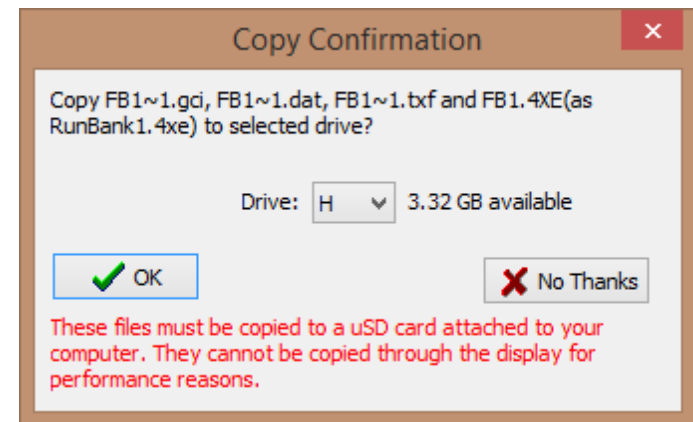 Copy Confirmation
Copy FB1~1.gci, FB1~1.dat, FB1~1.txf and FB1.4XE(as
RunBank1.4xe) to selected drive?
Drive: H 3.32 GB available
OK No Thanks
These files must be copied to a uSD card attached to your
computer. They cannot be copied through the display for
performance reasons.